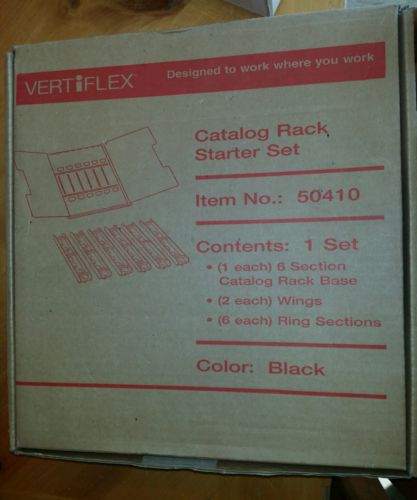 VERTiFLEX
Designed to work where you work
Catalog Rack
Starter Set
Item No.: 50410
Contents: 1 Set
• (1 each) 6 Section
Catalog Rack Base
• (2 each) Wings
• (6 each) Ring Sections
Color: Black